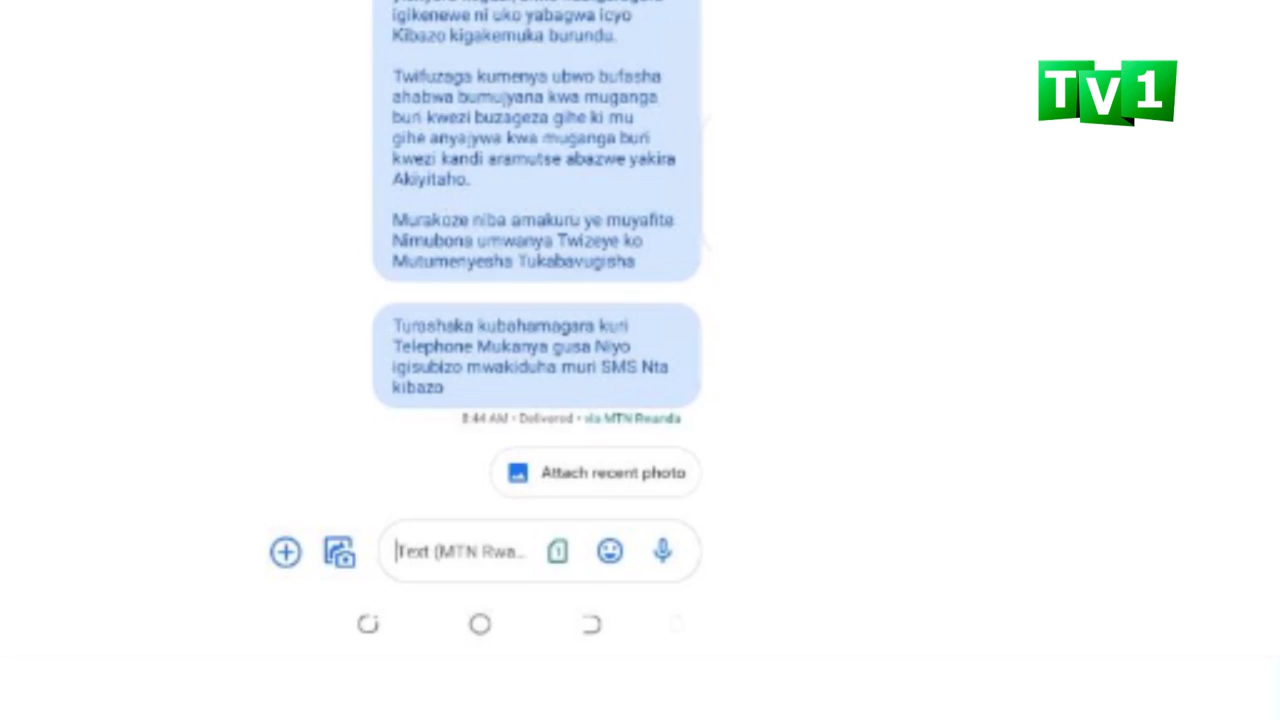 igikenewe ni uko yabagwa icyo
Kibazo kigakemuka burundu.
Twifuzaga kumenya ubwo bufasha
ahabwa bumujyana kwa muganga
buri kwezi buzageza gihe ki mu
gihe anyajywa kwa muganga buri
kwezi kandi aramutse abazwe yakira
Akiyitaho.
Murakoze niba amakuru ye muyafite
Nimubona umwanya Twizeye ko
Mutumenyesha Tukabavugisha
Turashaka kubahamagara kuri
Telephone Mukanya gusa Niyo
igisubizo mwakiduha muri SMS Nta
kibazo
8:44 AM • Delivered • via MTN Rwanda
Attach recent photo
Text (MTN Rwa...
1
TV1